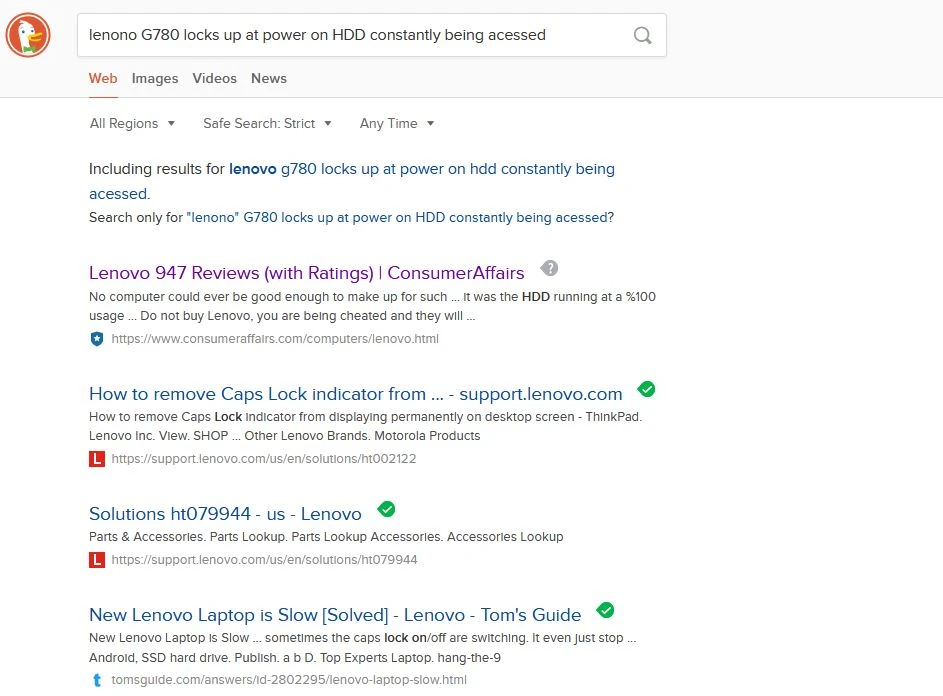 lenono G780 locks up at power on HDD constantly being acessed
Web Images Videos News
All Regions Safe Search: Strict Any Time
Including results for lenovo g780 locks up at power on hdd constantly being
acessed.
Search only for "lenono" G780 locks up at power on HDD constantly being acessed?
Lenovo 947 Reviews (with Ratings) | ConsumerAffairs ?
No computer could ever be good enough to make up for such ... it was the HDD running at a %100
usage ... Do not buy Lenovo, you are being cheated and they will ...
https://www.consumeraffairs.com/computers/lenovo.html
How to remove Caps Lock indicator from ... - support.lenovo.com
How to remove Caps Lock indicator from displaying permanently on desktop screen - ThinkPad.
Lenovo Inc. View. SHOP ... Other Lenovo Brands. Motorola Products
L https://support.lenovo.com/us/en/solutions/ht002122
Solutions ht079944 - us - Lenovo
Parts & Accessories. Parts Lookup. Parts Lookup Accessories. Accessories Lookup
L https://support.lenovo.com/us/en/solutions/ht079944
New Lenovo Laptop is Slow [Solved] - Lenovo - Tom's Guide
New Lenovo Laptop is Slow ... sometimes the caps lock on/off are switching. It even just stop ...
Android, SSD hard drive. Publish. a b D. Top Experts Laptop. hang-the-9
t tomsguide.com/answers/id-2802295/lenovo-laptop-slow.html